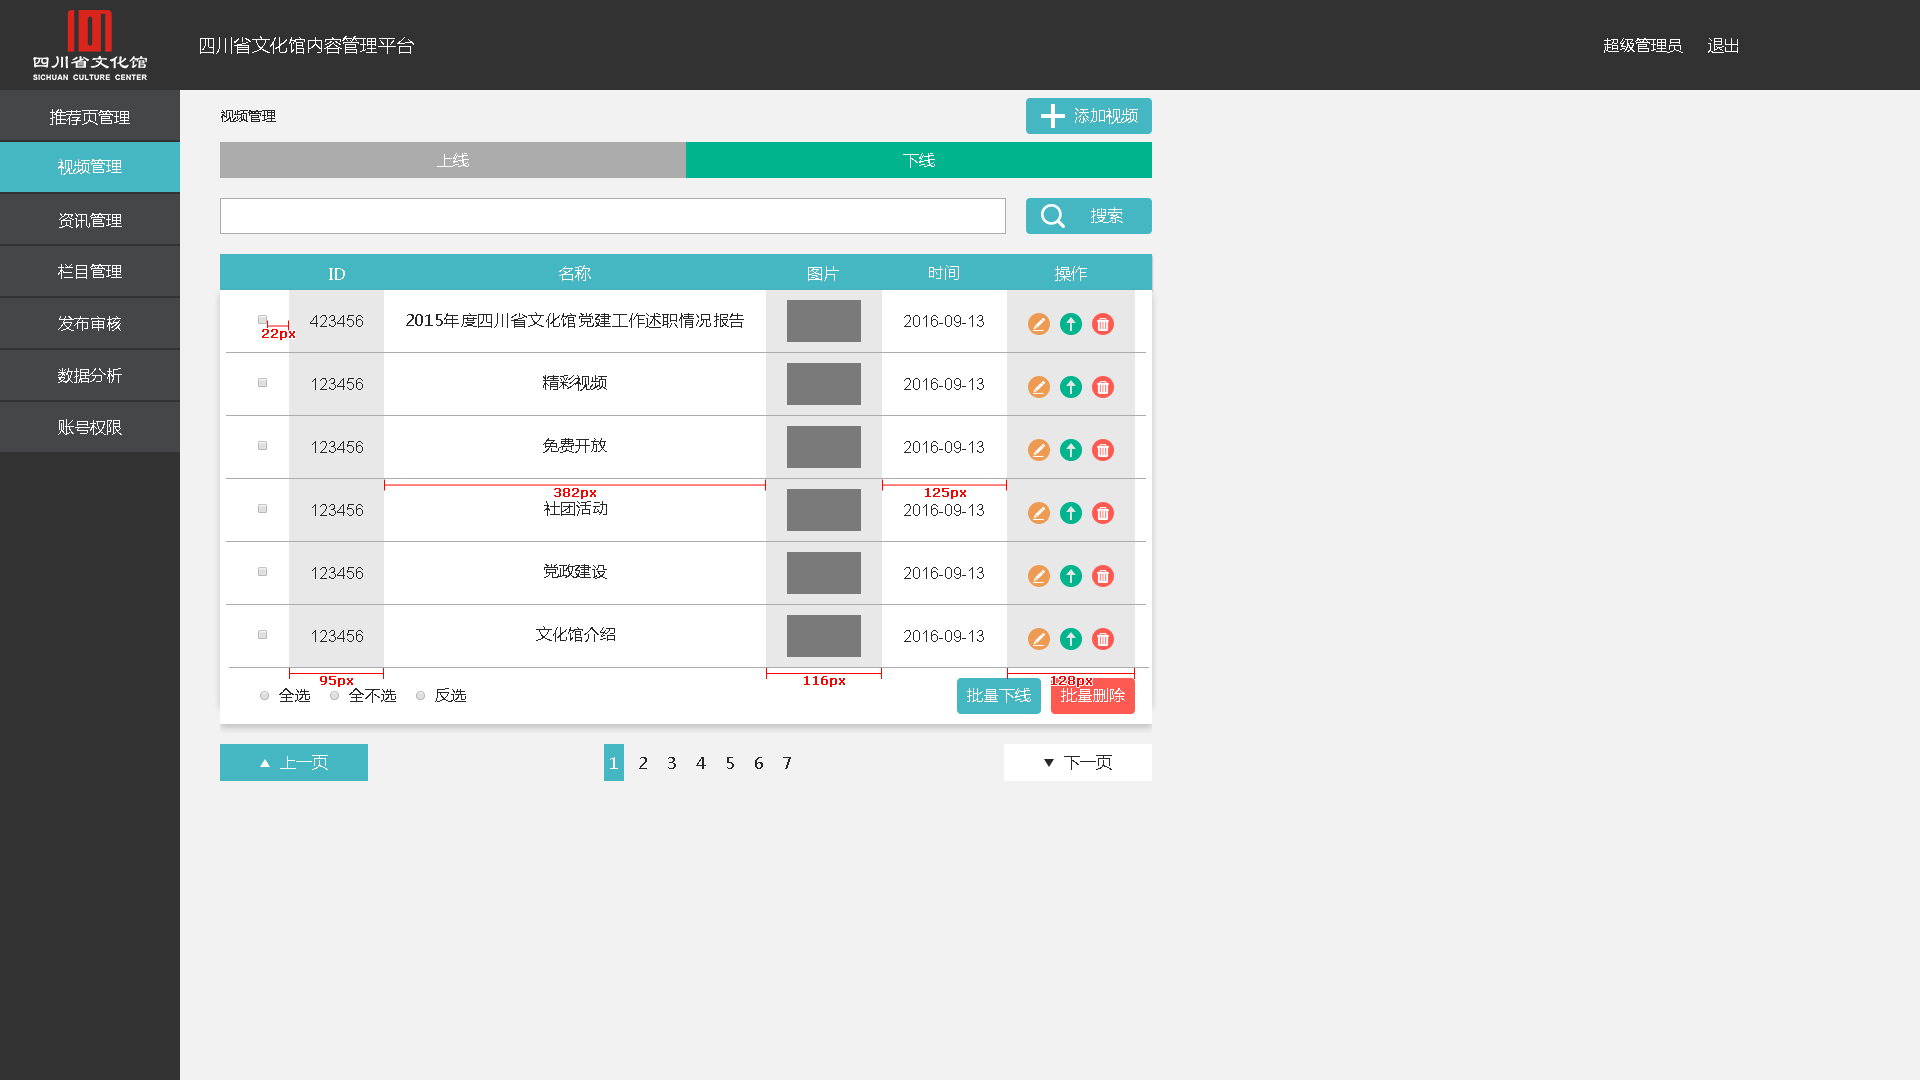 四川省文化馆
SICHUAN CULTURE CENTER
四川省文化馆内容管理平台
超级管理员 退出
推荐页管理
视频管理
资讯管理
栏目管理
发布审核
数据分析
账号权限
视频管理
添加视频
上线 下线
搜索
ID 名称 图片 时间 操作
423456 2015年度四川省文化馆党建工作述职情况报告 2016-09-13
22px
123456 精彩视频 2016-09-13
123456 免费开放 2016-09-13
382px 125px
123456 社团活动 2016-09-13
123456 党政建设 2016-09-13
123456 文化馆介绍 2016-09-13
95px 116px 128px
全选 全不选 反选 批量下线 批量删除
上一页 1 2 3 4 5 6 7 下一页